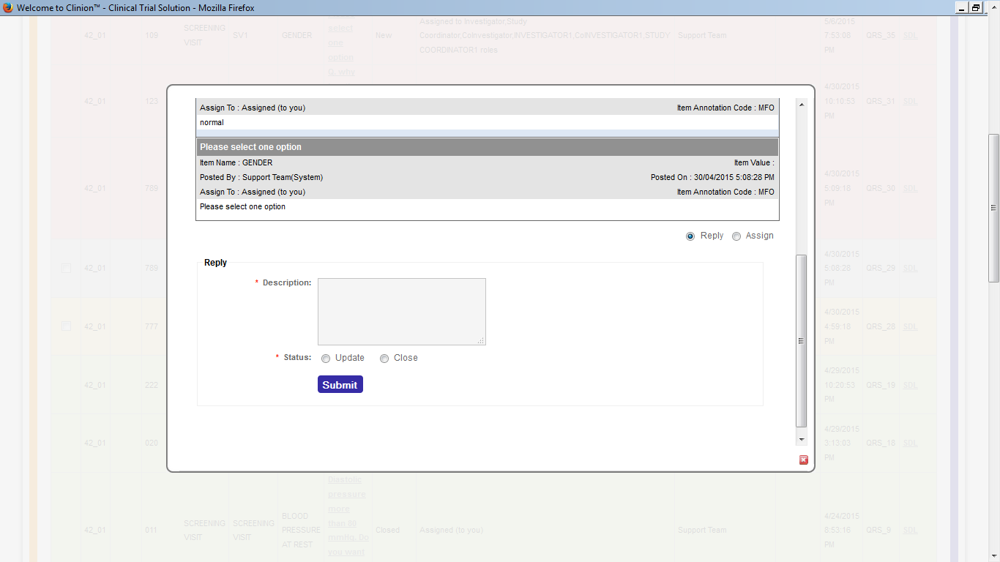 Welcome to Clinion™ - Clinical Trial Solution - Mozilla Firefox
42_01 109 SCREENING VISIT SV1 GENDER select one option New Assigned to Investigator,Study Coordinator,CoInvestigator,INVESTIGATOR1,CoINVESTIGATOR1,STUDY COORDINATOR1 roles Support Team 5/6/2015 7:53:08 PM QRS_35 SDL
Q. why
42_01 123 4/30/2015 10:10:53 PM QRS_31 SDL
42_01 789 4/30/2015 5:09:18 PM QRS_30 SDL
42_01 789 4/30/2015 5:08:28 PM QRS_29 SDL
42_01 777 4/30/2015 4:59:18 PM QRS_28 SDL
42_01 222 4/29/2015 10:20:53 PM QRS_19 SDL
42_01 020 4/29/2015 3:13:03 PM QRS_18 SDL
42_01 011 SCREENING VISIT SCREENING VISIT BLOOD PRESSURE AT REST Diastolic pressure more than 80 mmHg. Do you want Closed Assigned (to you) Support Team 4/24/2015 8:53:16 PM QRS_9 SDL
Assign To : Assigned (to you) Item Annotation Code : MFO
normal
Please select one option
Item Name : GENDER Item Value :
Posted By : Support Team(System) Posted On : 30/04/2015 5:08:28 PM
Assign To : Assigned (to you) Item Annotation Code : MFO
Please select one option
Reply Assign
Reply
* Description:
* Status: Update Close
Submit